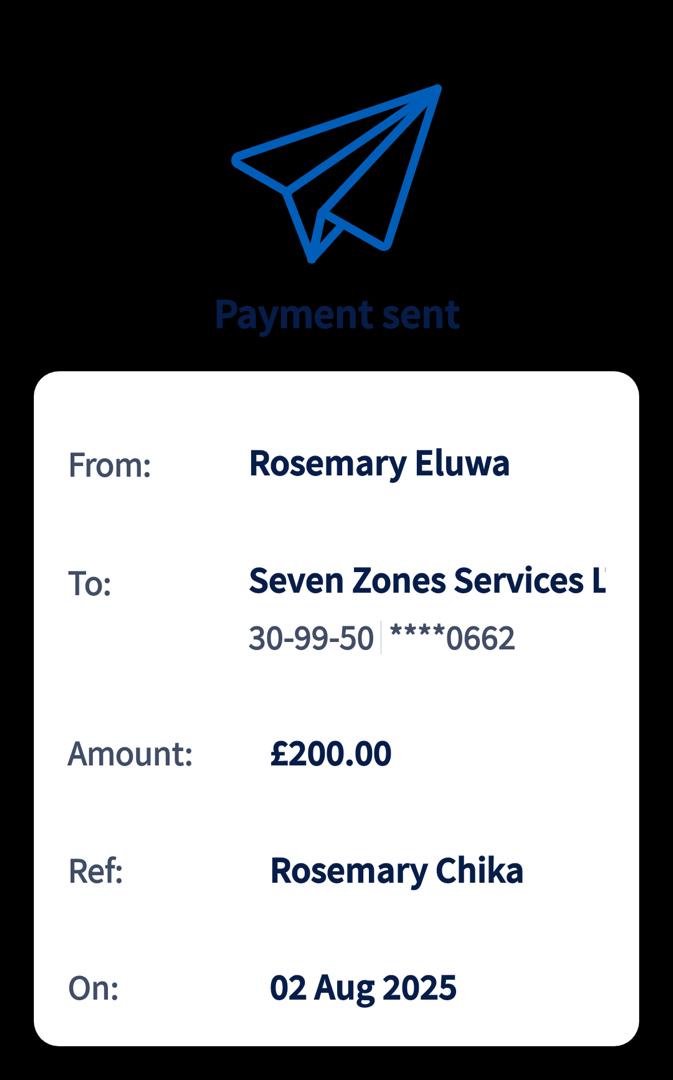 Payment sent
From: Rosemary Eluwa
To: Seven Zones Services L
30-99-50 ****0662
Amount: £200.00
Ref: Rosemary Chika
On: 02 Aug 2025